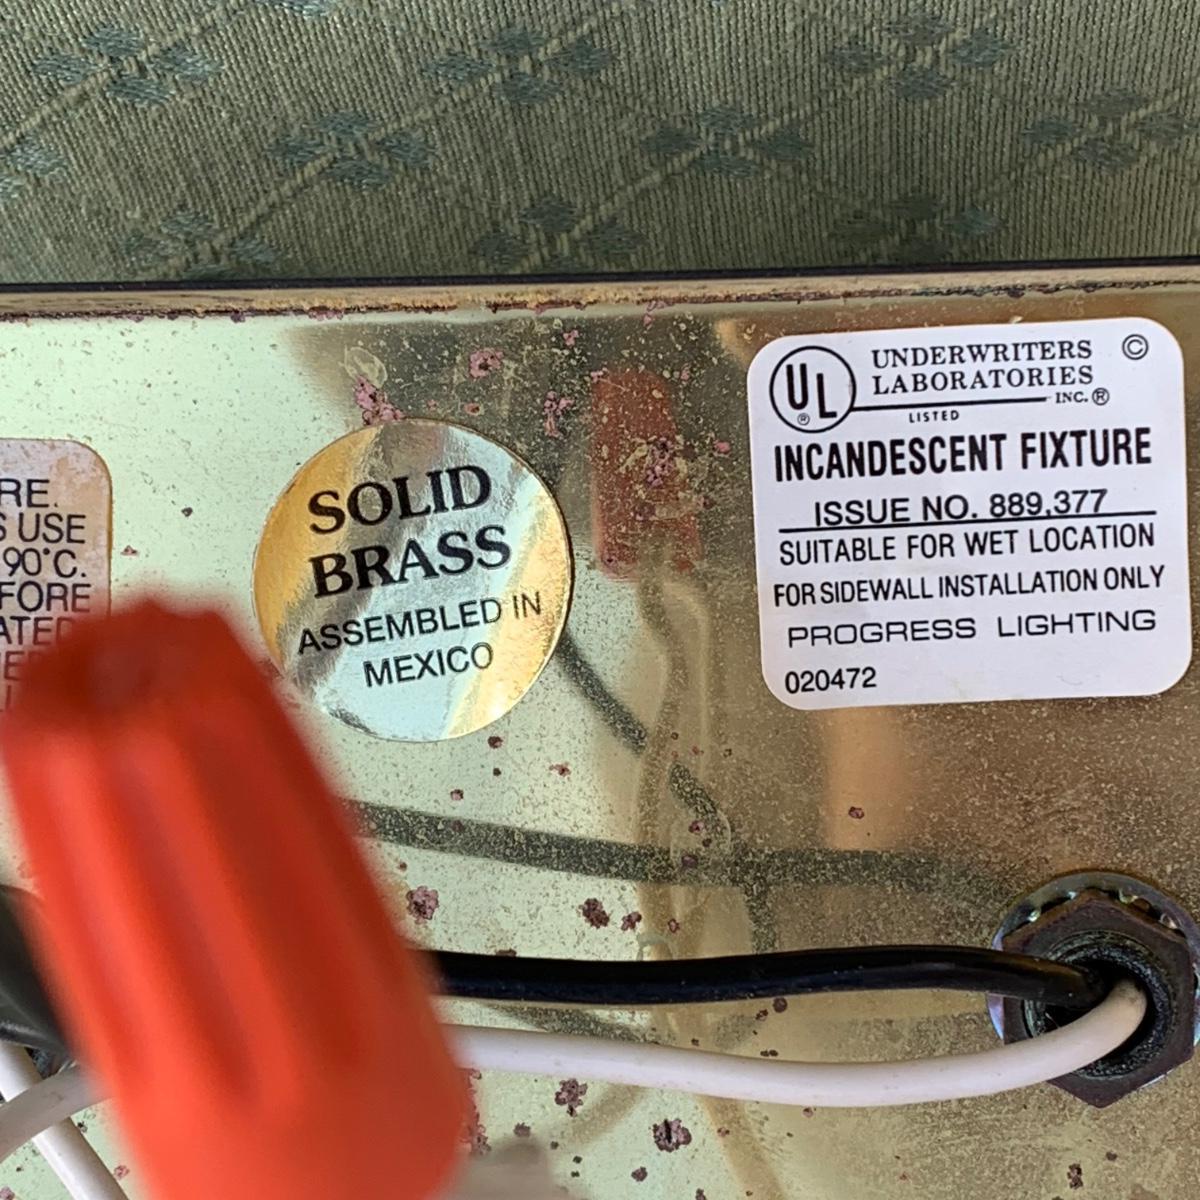 RE.
S USE
90°C.
FORE
ATED
SOLID
BRASS
ASSEMBLED IN
MEXICO
UL ®
UNDERWRITERS ©
LABORATORIES
INC.®
LISTED
INCANDESCENT FIXTURE
ISSUE NO. 889,377
SUITABLE FOR WET LOCATION
FOR SIDEWALL INSTALLATION ONLY
PROGRESS LIGHTING
020472